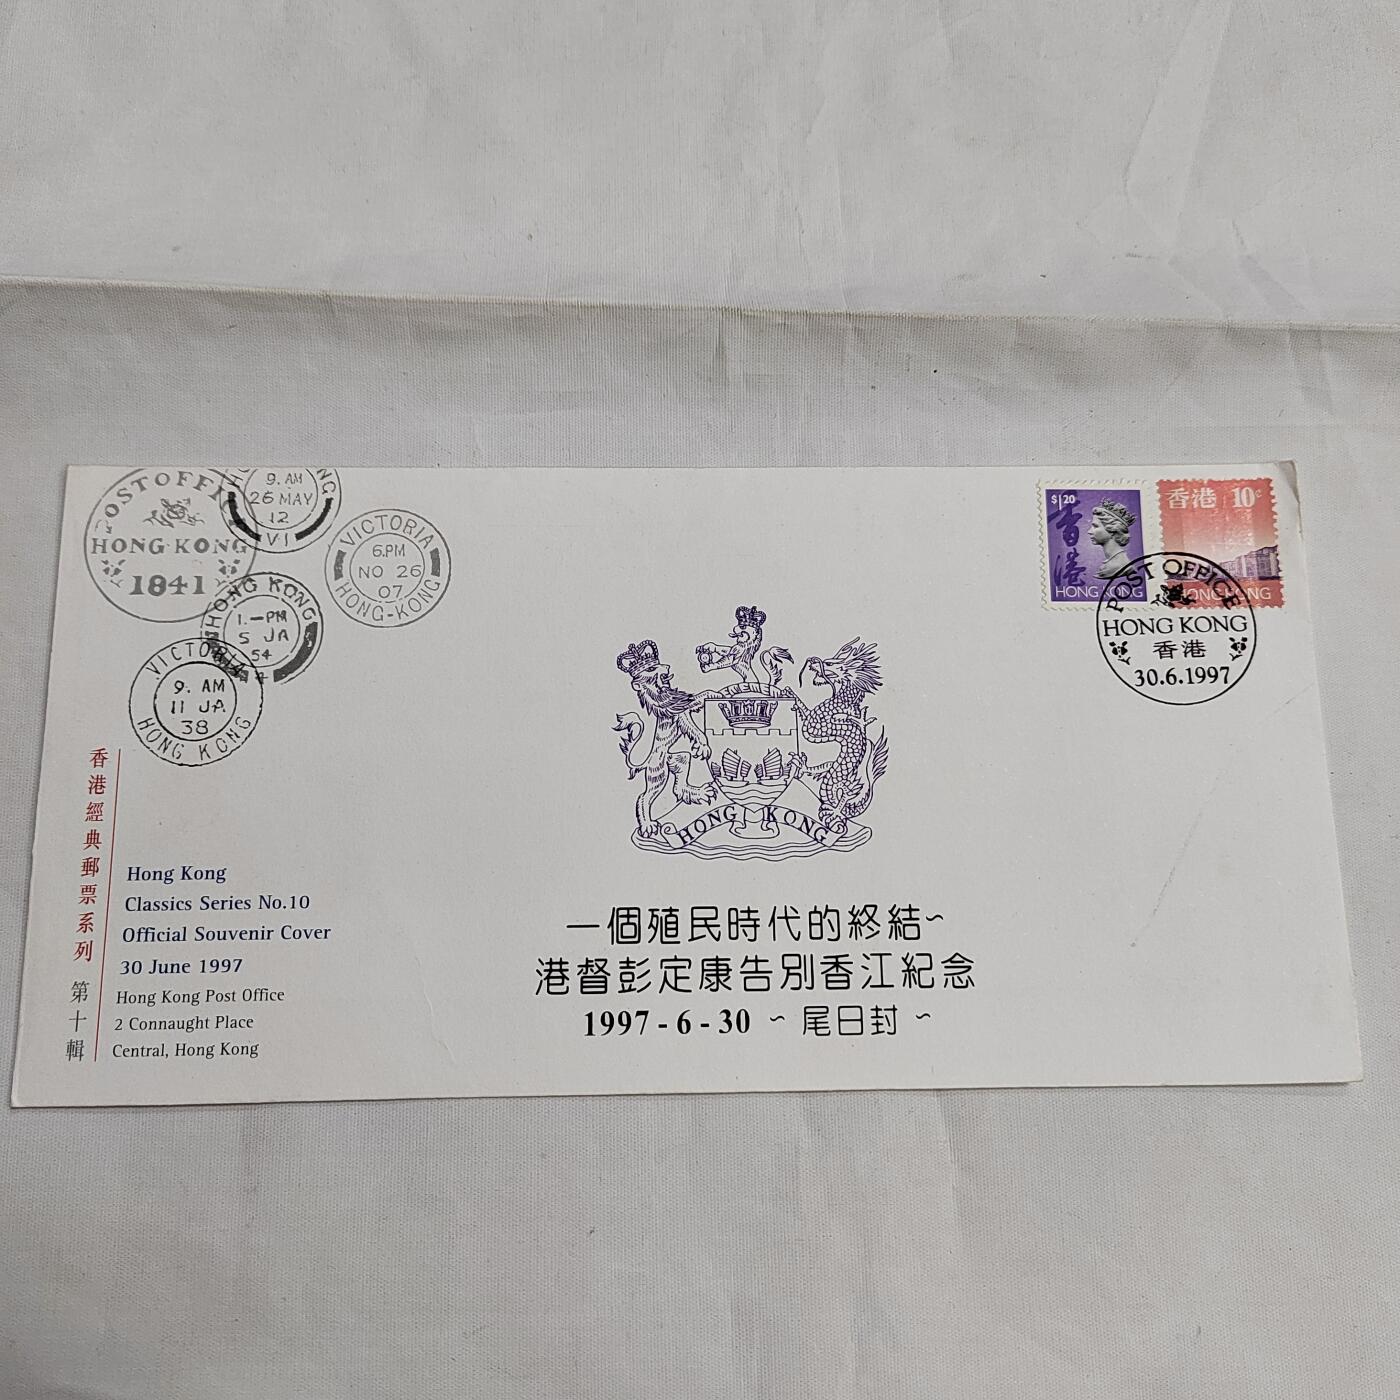 POST OFFI
HONG·KONG
1841
NG
9. AM
26 MAY
12
VI
VICTORIA
6.PM
NO 26
07
HONG-KONG
HONG KONG
1.-PM
5 JA
54
VICTORIA
9. AM
11 JA
38
HONG KONG
$1.20
香港
HONG KONG
香港 10¢
HONG KONG
POST OFFICE
HONG KONG
香港
30.6.1997
HONG KONG
香港經典郵票系列 第十輯
Hong Kong
Classics Series No.10
Official Souvenir Cover
30 June 1997
Hong Kong Post Office
2 Connaught Place
Central, Hong Kong
一個殖民時代的終結~
港督彭定康告別香江紀念
1997-6-30 ~ 尾日封 ~